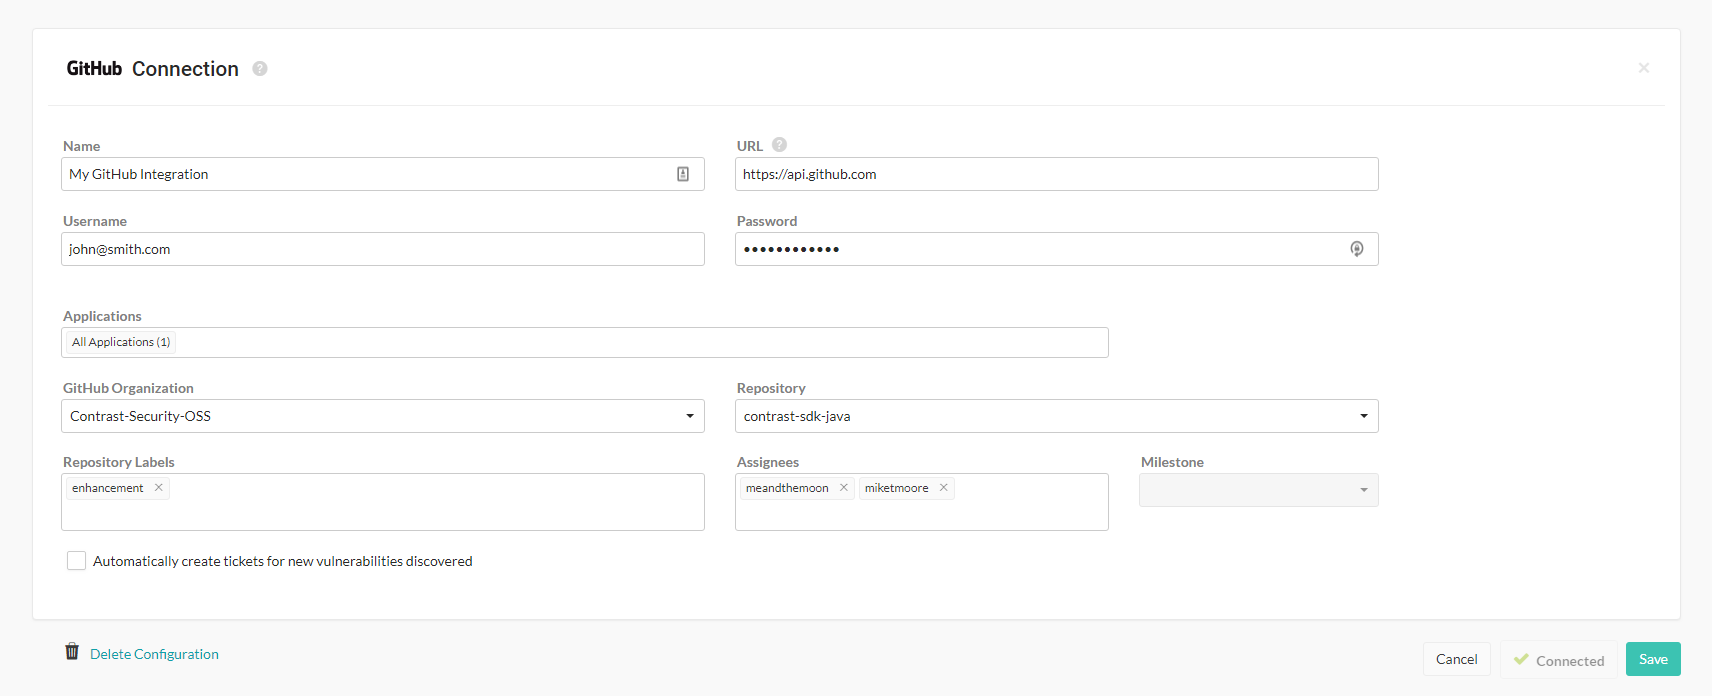 GitHub Connection ?
×
Name
My GitHub Integration
URL ?
https://api.github.com
Username
john@smith.com
Password
••••••••••••
Applications
All Applications (1)
GitHub Organization
Contrast-Security-OSS
Repository
contrast-sdk-java
Repository Labels
enhancement ×
Assignees
meandthemoon × miketmoore ×
Milestone
Automatically create tickets for new vulnerabilities discovered
Delete Configuration
Cancel
Connected
Save